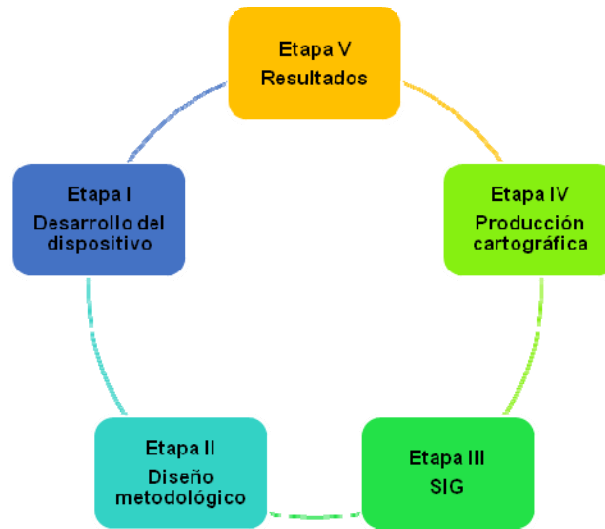 Etapa V
Resultados
Etapa I
Desarrollo del
dispositivo
Etapa IV
Producción
cartográfica
Etapa II
Diseño
metodológico
Etapa III
SIG